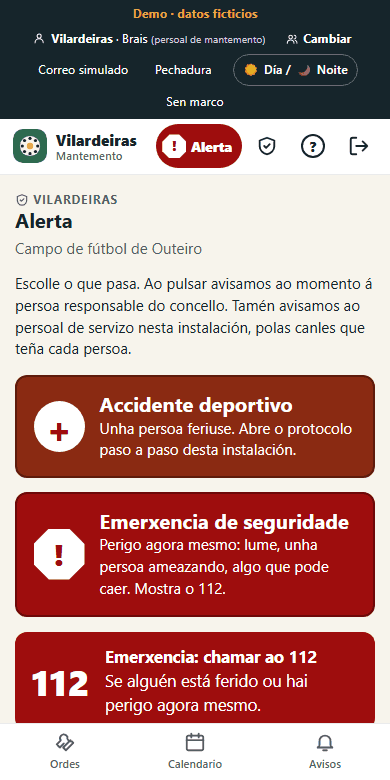 Demo · datos ficticios
Vilardeiras · Brais (persoal de mantemento) Cambiar
Correo simulado Pechadura Día / Noite
Sen marco
Vilardeiras
Mantemento
! Alerta ?
VILARDEIRAS
Alerta
Campo de fútbol de Outeiro
Escolle o que pasa. Ao pulsar avisamos ao momento á
persoa responsable do concello. Tamén avisamos ao
persoal de servizo nesta instalación, polas canles que
teña cada persoa.
Accidente deportivo
+ Unha persoa feriuse. Abre o protocolo
paso a paso desta instalación.
Emerxencia de seguridade
! Perigo agora mesmo: lume, unha
persoa ameazando, algo que pode
caer. Mostra o 112.
Emerxencia: chamar ao 112
112 Se alguén está ferido ou hai
perigo agora mesmo.
Ordes Calendario Avisos